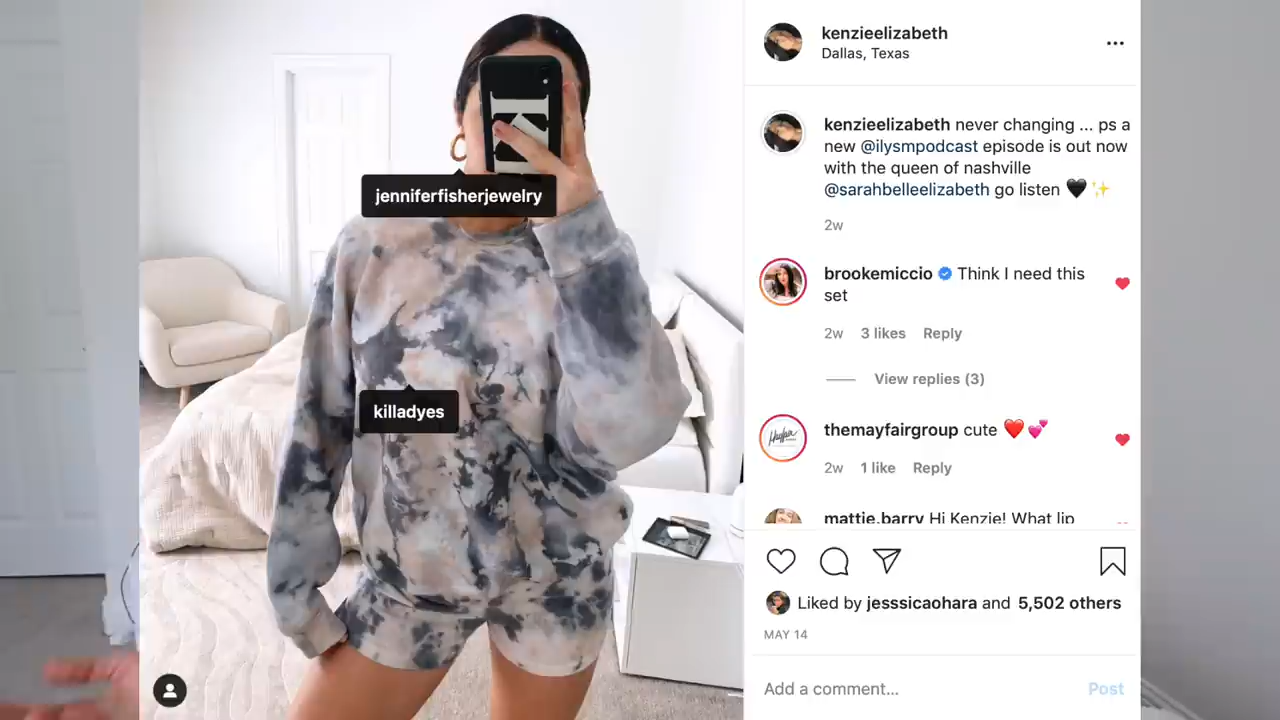 kenzieelizabeth
Dallas, Texas
jenniferfisherjewelry
killadyes
kenzieelizabeth never changing ... ps a
new @ilysmpodcast episode is out now
with the queen of nashville
@sarahbelleelizabeth go listen 🖤✨
2w
brookemiccio Think I need this
set
2w 3 likes Reply
View replies (3)
themayfairgroup cute ❤️💕
2w 1 like Reply
mattie.barry Hi Kenzie! What lip
Liked by jesssicaohara and 5,502 others
MAY 14
Add a comment... Post